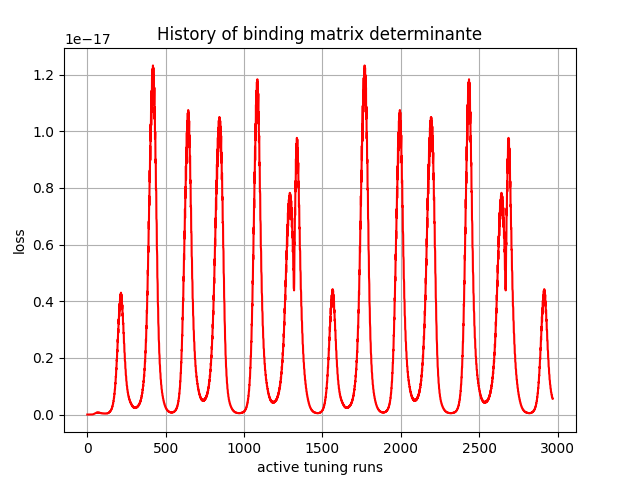 History of binding matrix determinante
1e−17
1.2
1.0
0.8
0.6
0.4
0.2
0.0
loss
0 500 1000 1500 2000 2500 3000
active tuning runs